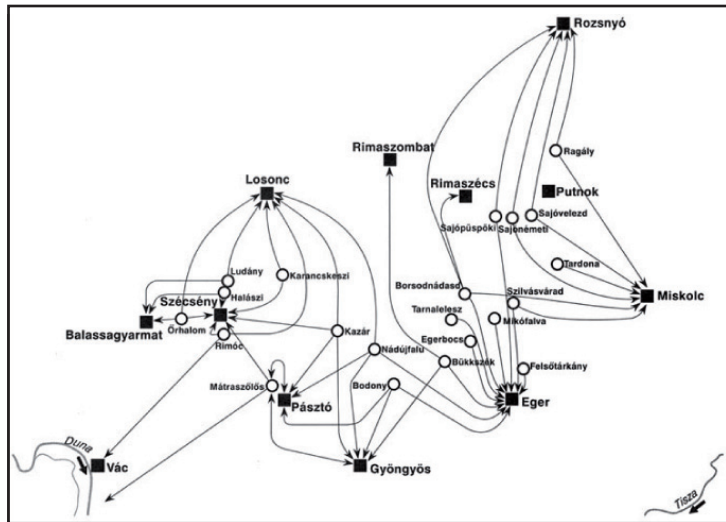 Rozsnyó
Rimaszombat
Ragály
Losonc
Rimaszécs
Putnok
Sajópüspöki
Sajónémeti
Sajóvelezd
Ludány
Karancskeszi
Tardona
Szécsény
Halászi
Borsodnádasd
Szilvásvárad
Miskolc
Balassagyarmat
Őrhalom
Rimóc
Kazár
Tarnalelesz
Mikófalva
Egerbocs
Nádújfalu
Bükkszék
Felsőtárkány
Mátraszőlős
Bodony
Pásztó
Eger
Duna
Vác
Gyöngyös
Tisza